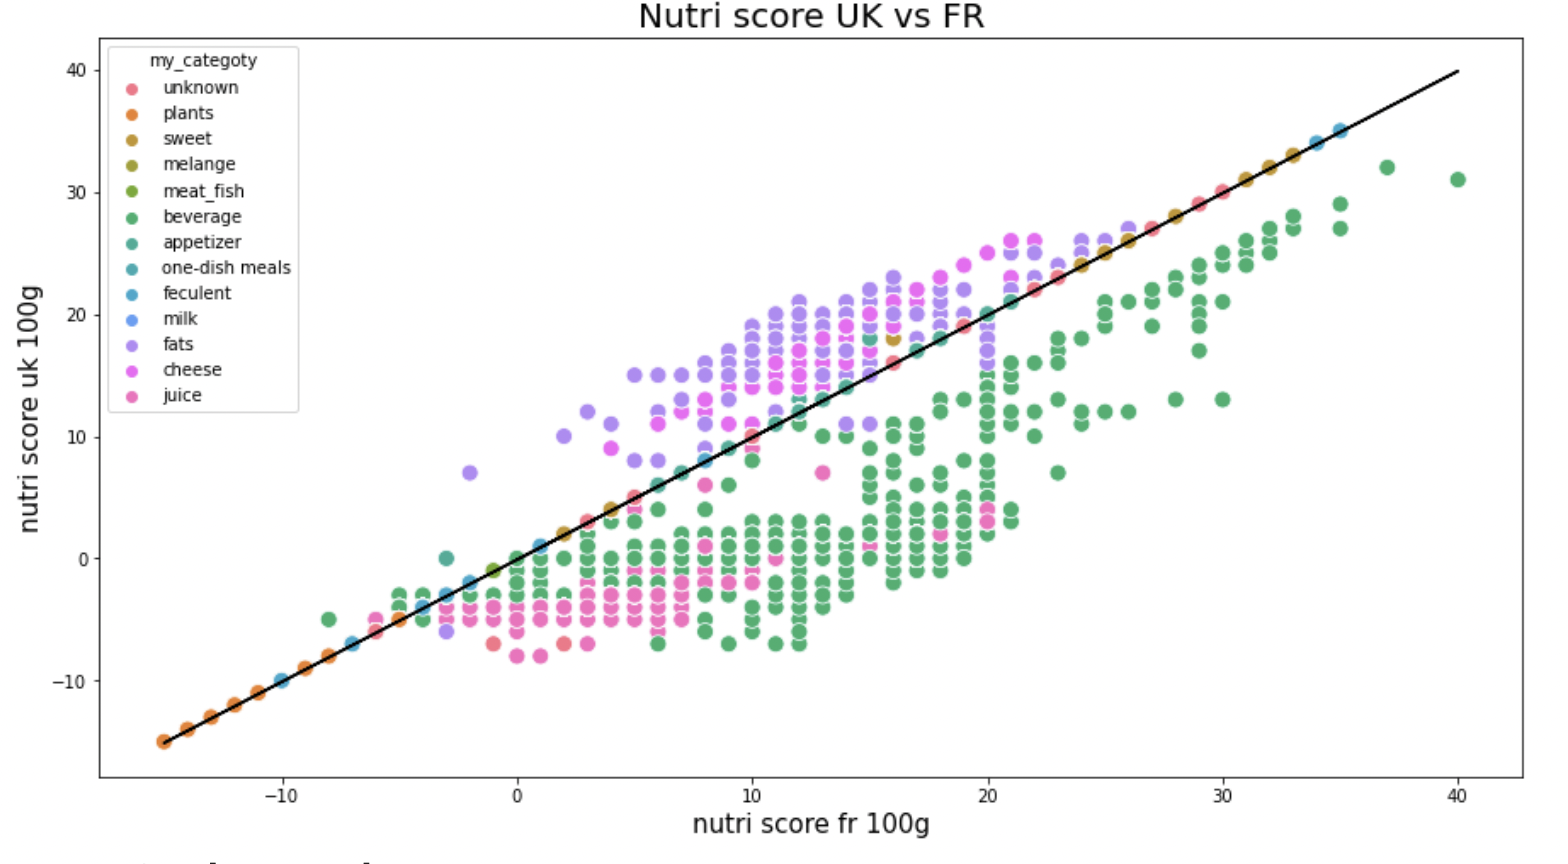 Nutri score UK vs FR
my_categoty
unknown
plants
sweet
melange
meat_fish
beverage
appetizer
one-dish meals
feculent
milk
fats
cheese
juice
nutri score uk 100g
40
30
20
10
0
−10
−10
0
10
20
30
40
nutri score fr 100g